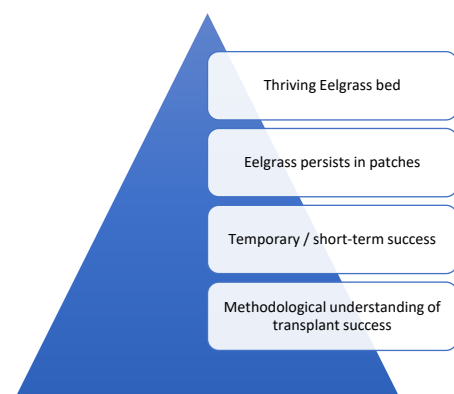 Thriving Eelgrass bed
Eelgrass persists in patches
Temporary / short-term success
Methodological understanding of
transplant success